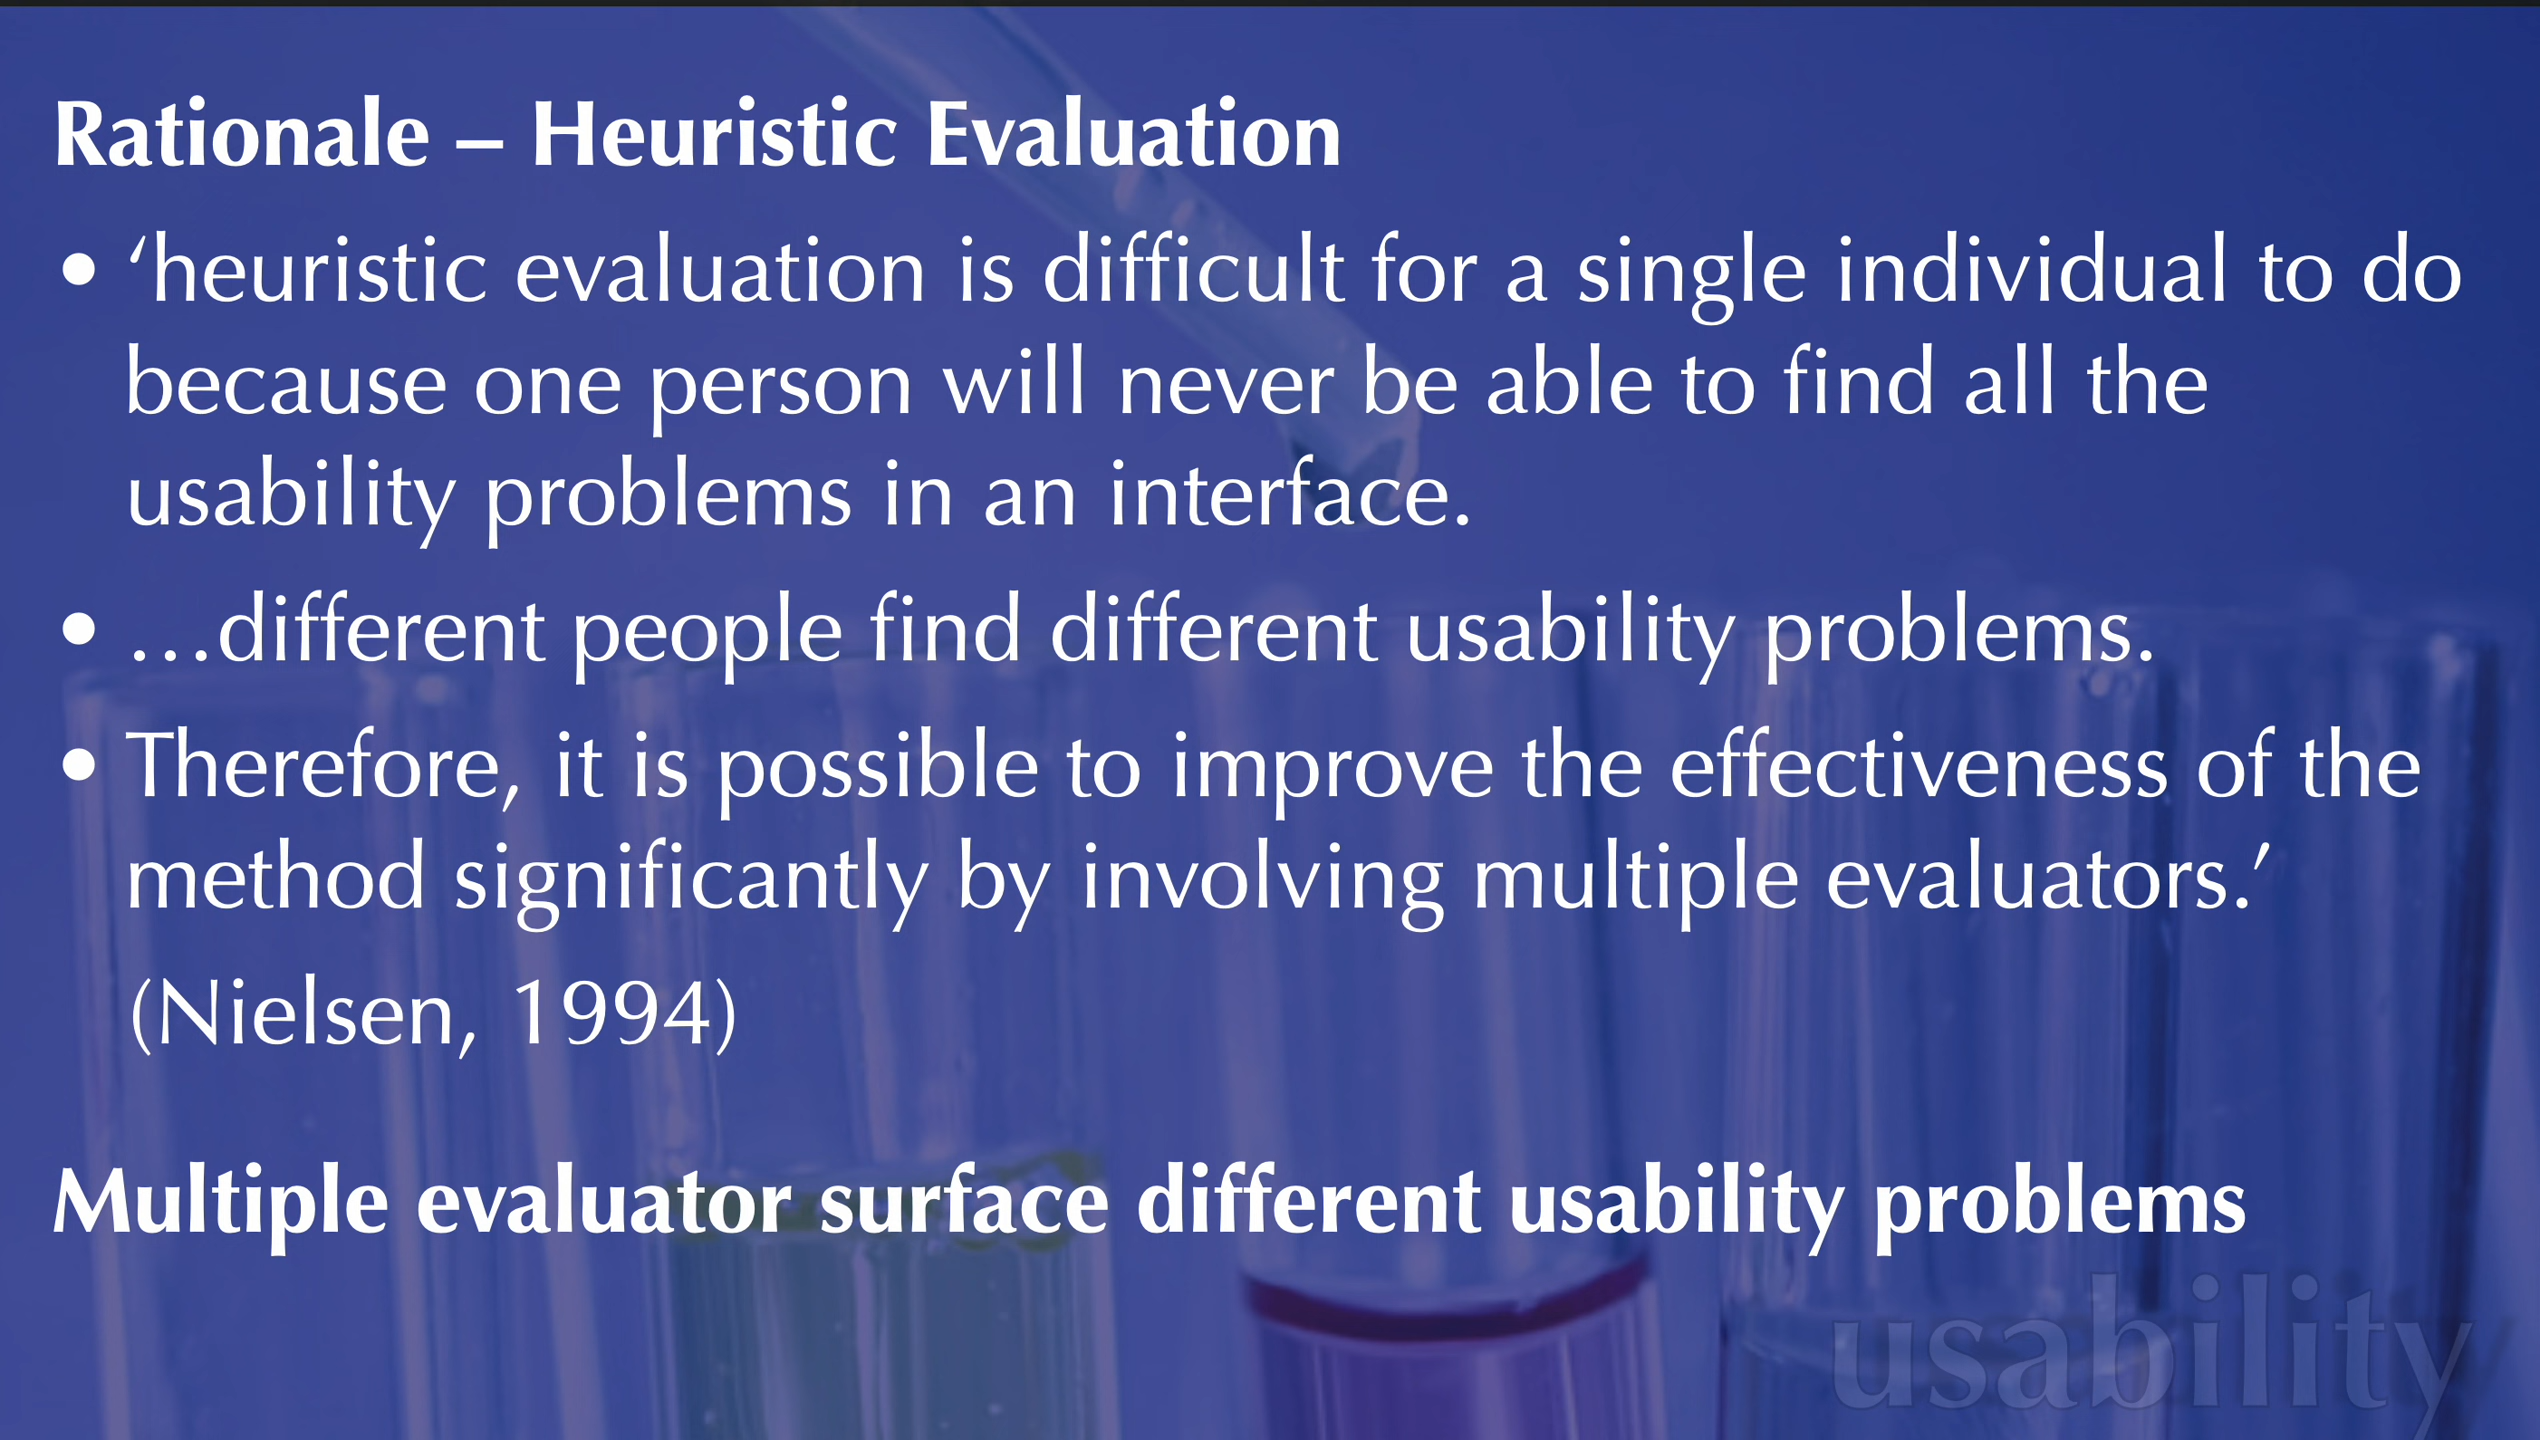 Rationale – Heuristic Evaluation
• ‘heuristic evaluation is difficult for a single individual to do
because one person will never be able to find all the
usability problems in an interface.
• …different people find different usability problems.
• Therefore, it is possible to improve the effectiveness of the
method significantly by involving multiple evaluators.’
(Nielsen, 1994)
Multiple evaluator surface different usability problems
usability